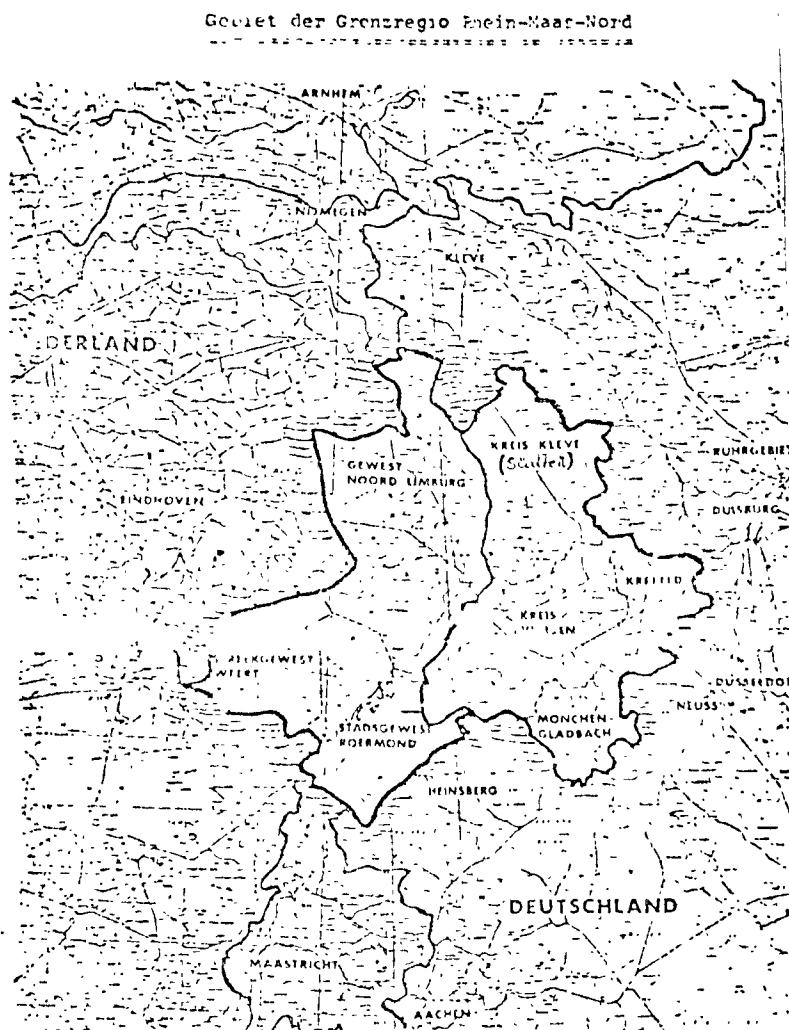 Gebiet der Grenzregio Rhein-Maas-Nord
ARNHEM
NIJMEGEN
KLEVE
DERLAND
KREIS KLEVE
(Südteil)
GEWEST
NOORD LIMBURG
RUHRGEBIET
EINDHOVEN
DUISBURG
KREFELD
KREIS
WEERT
DÜSSELDO
NEUSS
STADSGEWEST
ROERMOND
MÖNCHEN-
GLADBACH
HEINSBERG
DEUTSCHLAND
MAASTRICHT
AACHEN